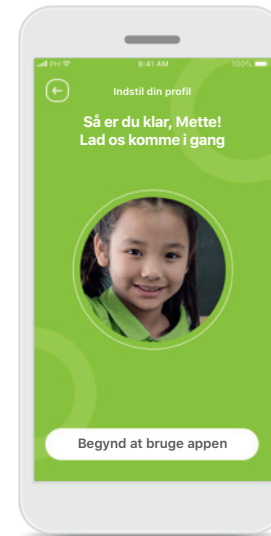 PH 9:41 AM 100%
Indstil din profil
Så er du klar, Mette!
Lad os komme i gang
Begynd at bruge appen